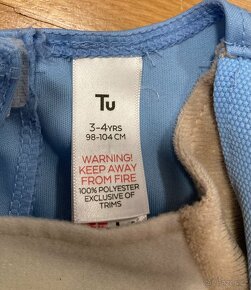 Tu
3-4YRS
98-104 CM
WARNING!
KEEP AWAY
FROM FIRE
100% POLYESTER
EXCLUSIVE OF
TRIMS